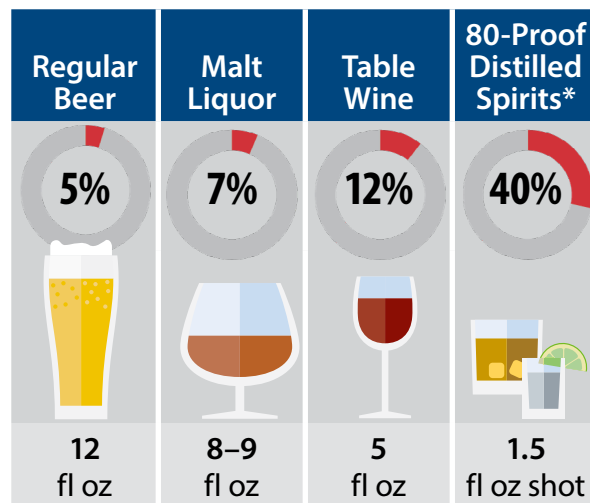 Regular
Beer
Malt
Liquor
Table
Wine
80-Proof
Distilled
Spirits*
5%
7%
12%
40%
12
fl oz
8–9
fl oz
5
fl oz
1.5
fl oz shot